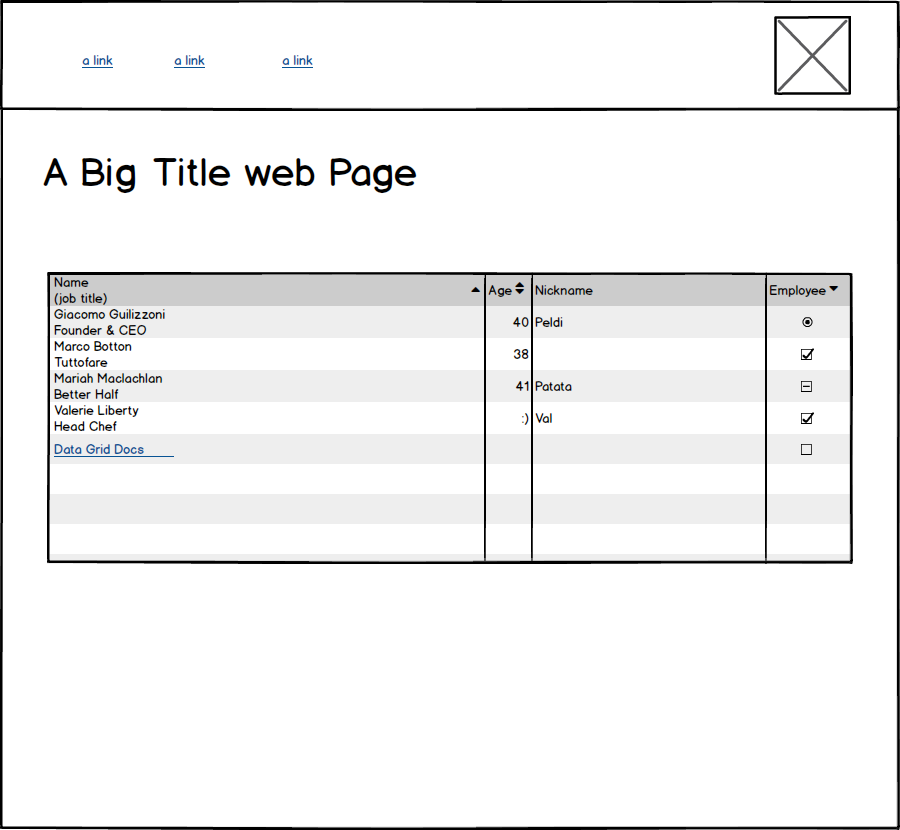 a link a link a link
A Big Title web Page
Name
(job title)
Age Nickname Employee
Giacomo Guilizzoni
Founder & CEO
40 Peldi
Marco Botton
Tuttofare
38
Mariah Maclachlan
Better Half
41 Patata
Valerie Liberty
Head Chef
:) Val
Data Grid Docs